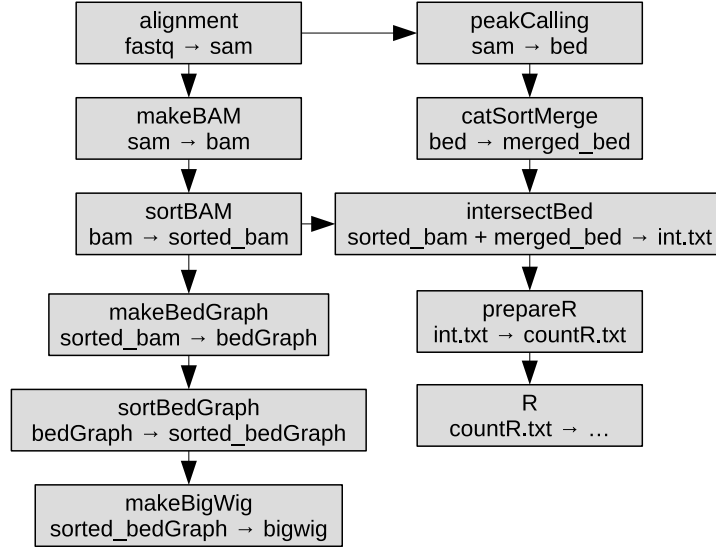 alignment
fastq → sam
peakCalling
sam → bed
makeBAM
sam → bam
catSortMerge
bed → merged_bed
sortBAM
bam → sorted_bam
intersectBed
sorted_bam + merged_bed → int.txt
makeBedGraph
sorted_bam → bedGraph
prepareR
int.txt → countR.txt
sortBedGraph
bedGraph → sorted_bedGraph
R
countR.txt → …
makeBigWig
sorted_bedGraph → bigwig